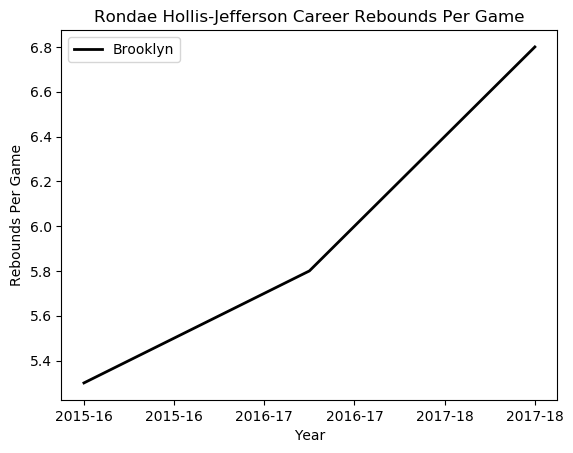 Rondae Hollis-Jefferson Career Rebounds Per Game
Brooklyn
6.8
6.6
6.4
6.2
6.0
5.8
5.6
5.4
Rebounds Per Game
2015-16 2015-16 2016-17 2016-17 2017-18 2017-18
Year